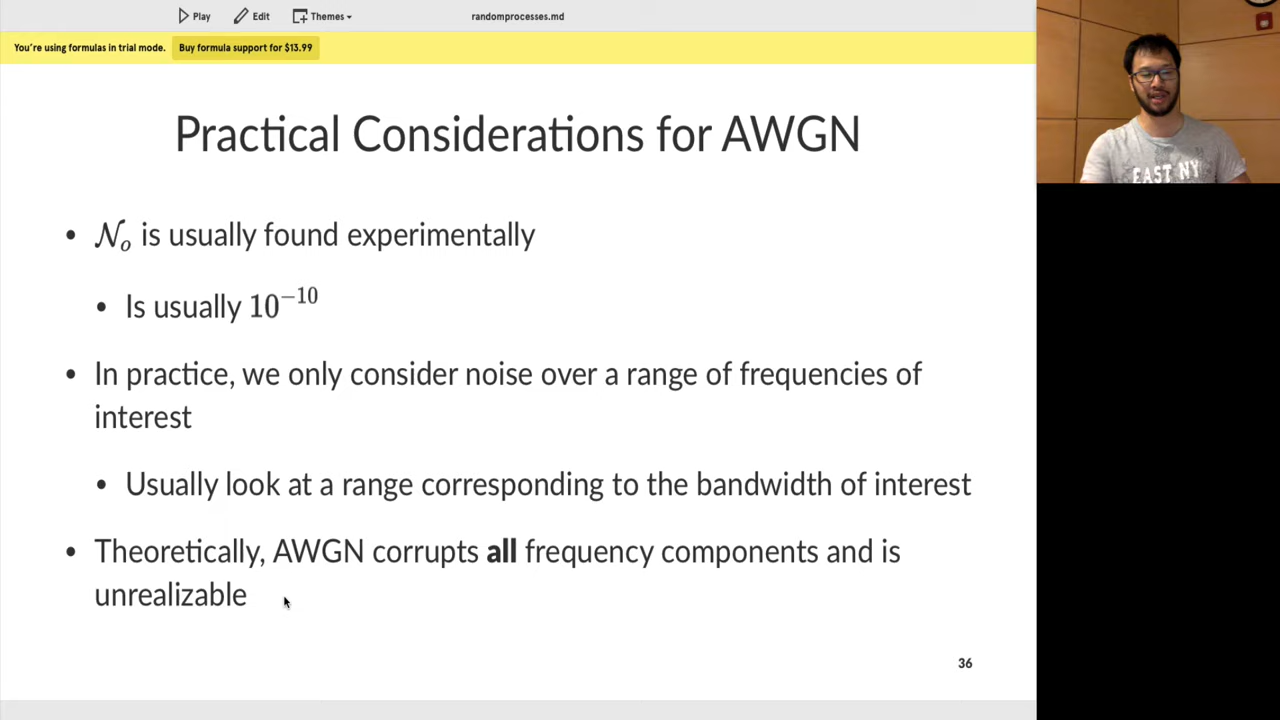 Play Edit Themes randomprocesses.md
You're using formulas in trial mode. Buy formula support for $13.99
Practical Considerations for AWGN
• 𝒩ₒ is usually found experimentally
• Is usually 10⁻¹⁰
• In practice, we only consider noise over a range of frequencies of
interest
• Usually look at a range corresponding to the bandwidth of interest
• Theoretically, AWGN corrupts all frequency components and is
unrealizable
36
EAST NY